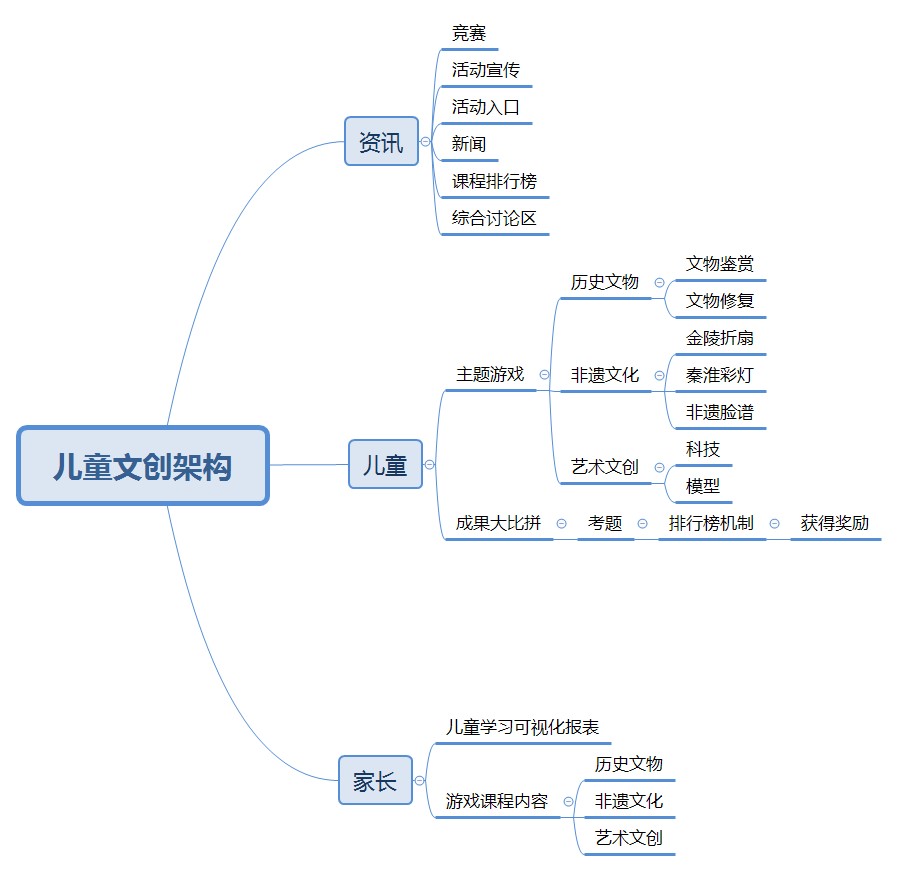 儿童文创架构
资讯
竞赛
活动宣传
活动入口
新闻
课程排行榜
综合讨论区
儿童
主题游戏
历史文物
文物鉴赏
文物修复
非遗文化
金陵折扇
秦淮彩灯
非遗脸谱
艺术文创
科技
模型
成果大比拼
考题
排行榜机制
获得奖励
家长
儿童学习可视化报表
游戏课程内容
历史文物
非遗文化
艺术文创